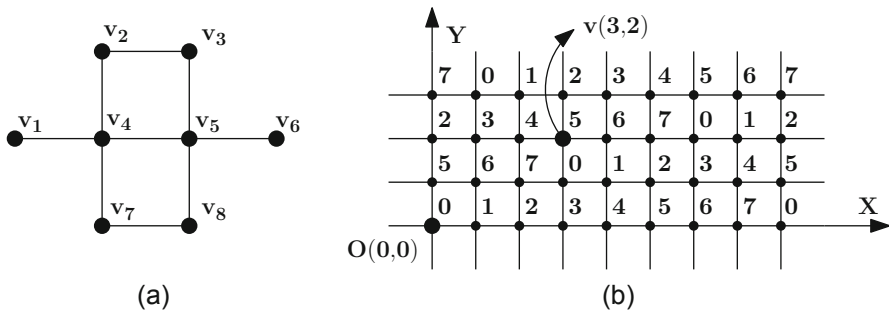 v2 v3
v1 v4 v5 v6
v7 v8
(a)
Y v(3,2)
7 0 1 2 3 4 5 6 7
2 3 4 5 6 7 0 1 2
5 6 7 0 1 2 3 4 5
0 1 2 3 4 5 6 7 0 X
O(0,0)
(b)